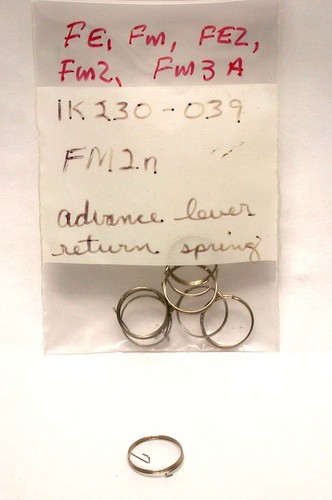 FE, Fm, FE2,
Fm2, Fm3A
1K230-039
FM2n
advance lever
return spring